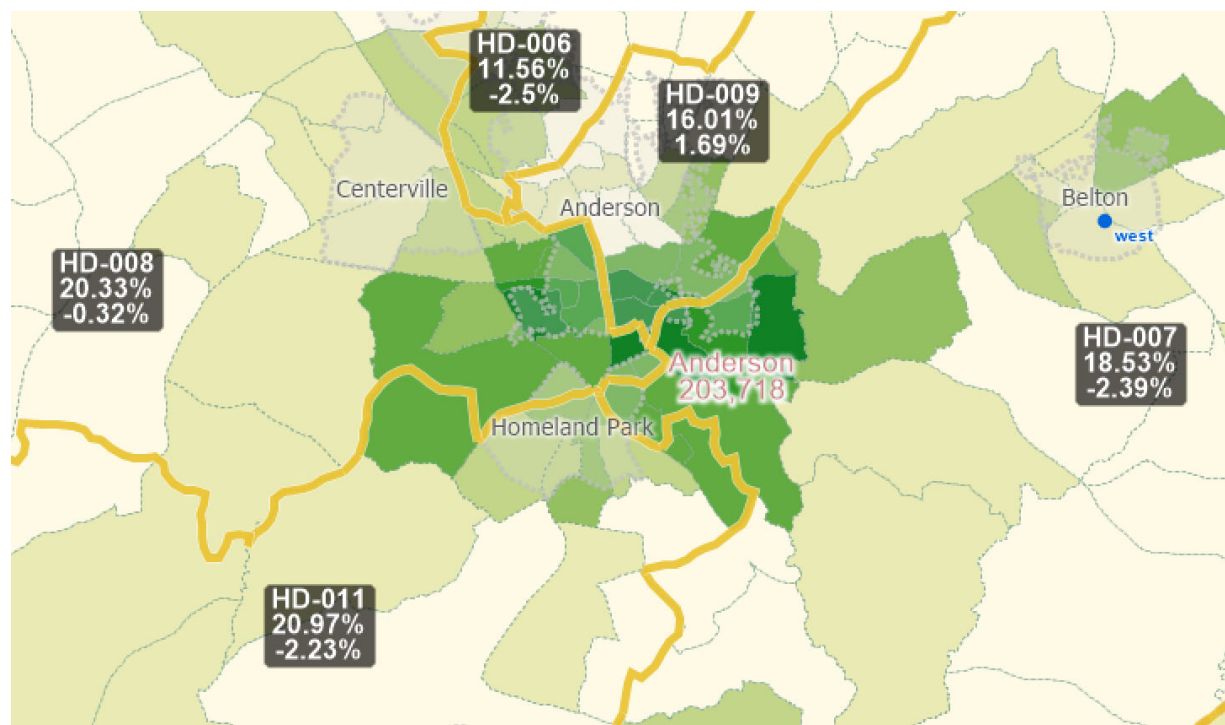 HD-006
11.56%
-2.5%
HD-009
16.01%
1.69%
Centerville
Anderson
Belton
west
HD-008
20.33%
-0.32%
HD-007
18.53%
-2.39%
Anderson
203,718
Homeland Park
HD-011
20.97%
-2.23%